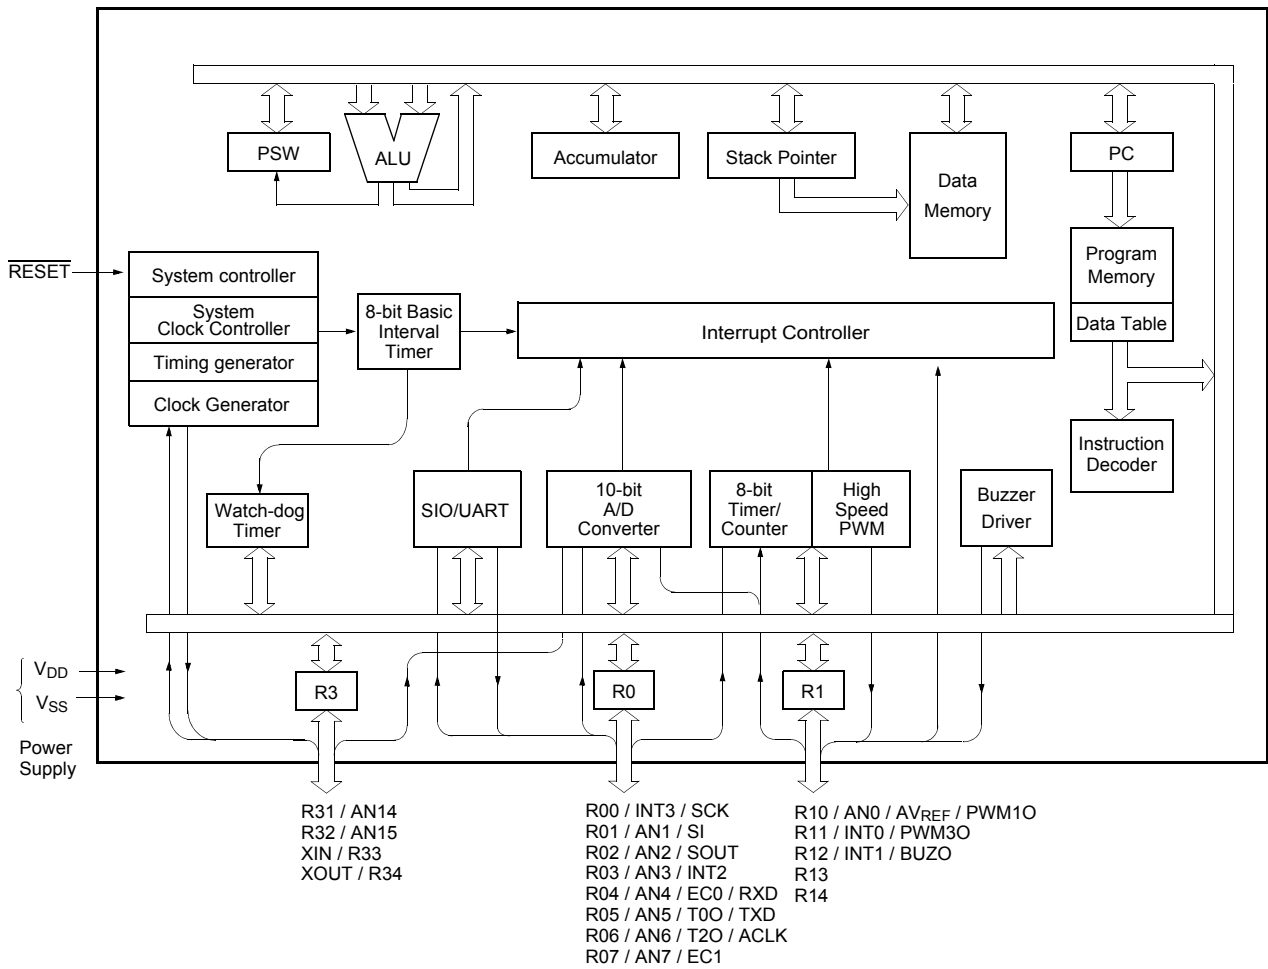 PSW
ALU
Accumulator
Stack Pointer
Data
Memory
PC
Program
Memory
Data Table
Instruction
Decoder
RESET
System controller
System
Clock Controller
Timing generator
Clock Generator
8-bit Basic
Interval
Timer
Interrupt Controller
Watch-dog
Timer
SIO/UART
10-bit
A/D
Converter
8-bit
Timer/
Counter
High
Speed
PWM
Buzzer
Driver
VDD
VSS
Power
Supply
R3
R0
R1
R31 / AN14
R32 / AN15
XIN / R33
XOUT / R34
R00 / INT3 / SCK
R01 / AN1 / SI
R02 / AN2 / SOUT
R03 / AN3 / INT2
R04 / AN4 / EC0 / RXD
R05 / AN5 / T0O / TXD
R06 / AN6 / T2O / ACLK
R07 / AN7 / EC1
R10 / AN0 / AVREF / PWM1O
R11 / INT0 / PWM3O
R12 / INT1 / BUZO
R13
R14